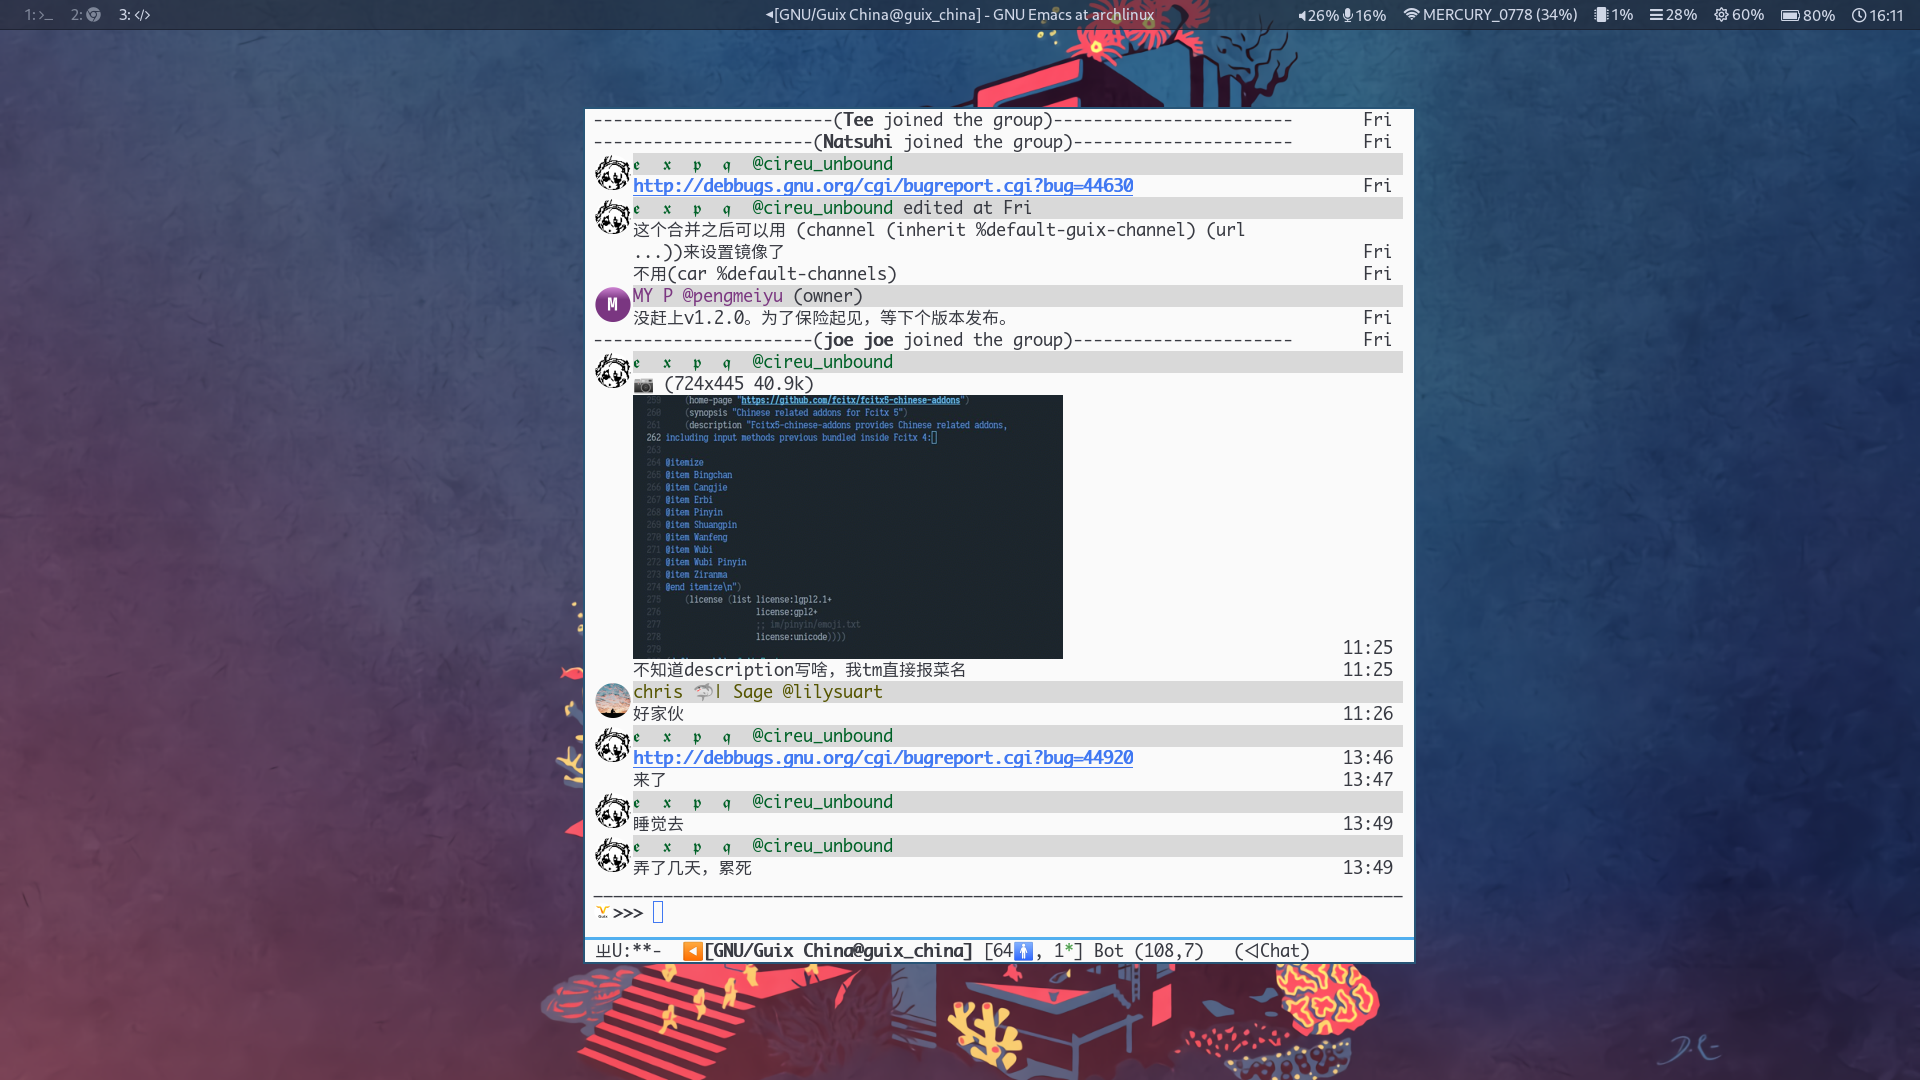 1: >_ 2: 3: </>
◀[GNU/Guix China@guix_china] - GNU Emacs at archlinux
26% 16% MERCURY_0778 (34%) 1% 28% 60% 80% 16:11
------------------------(Tee joined the group)------------------------ Fri
----------------------(Natsuhi joined the group)---------------------- Fri
𝖊 𝖝 𝖕 𝖖 @cireu_unbound
http://debbugs.gnu.org/cgi/bugreport.cgi?bug=44630 Fri
𝖊 𝖝 𝖕 𝖖 @cireu_unbound edited at Fri
这个合并之后可以用 (channel (inherit %default-guix-channel) (url
...))来设置镜像了 Fri
不用(car %default-channels) Fri
M MY P @pengmeiyu (owner)
没赶上v1.2.0。为了保险起见，等下个版本发布。 Fri
----------------------(joe joe joined the group)---------------------- Fri
𝖊 𝖝 𝖕 𝖖 @cireu_unbound
📷 (724x445 40.9k)
259 (home-page "https://github.com/fcitx/fcitx5-chinese-addons")
260 (synopsis "Chinese related addons for Fcitx 5")
261 (description "Fcitx5-chinese-addons provides Chinese related addons,
262 including input methods previous bundled inside Fcitx 4:
263
264 @itemize
265 @item Bingchan
266 @item Cangjie
267 @item Erbi
268 @item Pinyin
269 @item Shuangpin
270 @item Wanfeng
271 @item Wubi
272 @item Wubi Pinyin
273 @item Ziranma
274 @end itemize\n")
275 (license (list license:lgpl2.1+
276 license:gpl2+
277 ;; im/pinyin/emoji.txt
278 license:unicode))))
279
11:25
不知道description写啥，我tm直接报菜名 11:25
chris 🦈| Sage @lilysuart
好家伙 11:26
𝖊 𝖝 𝖕 𝖖 @cireu_unbound
http://debbugs.gnu.org/cgi/bugreport.cgi?bug=44920 13:46
来了 13:47
𝖊 𝖝 𝖕 𝖖 @cireu_unbound
睡觉去 13:49
𝖊 𝖝 𝖕 𝖖 @cireu_unbound
弄了几天，累死 13:49
Guix >>>
ㄓU:**- ◀[GNU/Guix China@guix_china] [64🚹, 1*] Bot (108,7) (◁Chat)